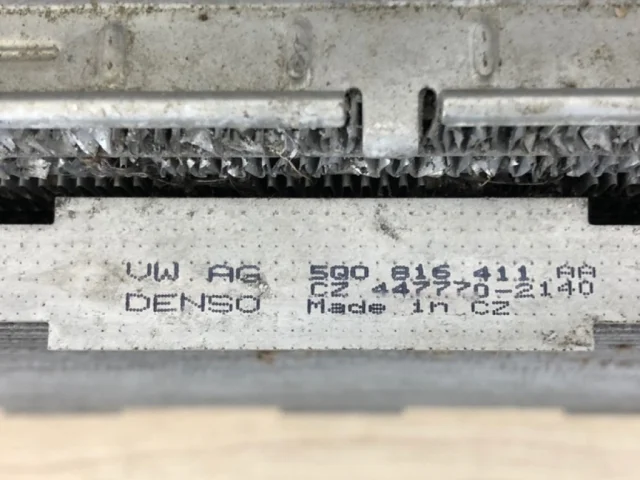 VW AG 5Q0 816 411 AA
DENSO CZ 447770-2140
Made in CZ